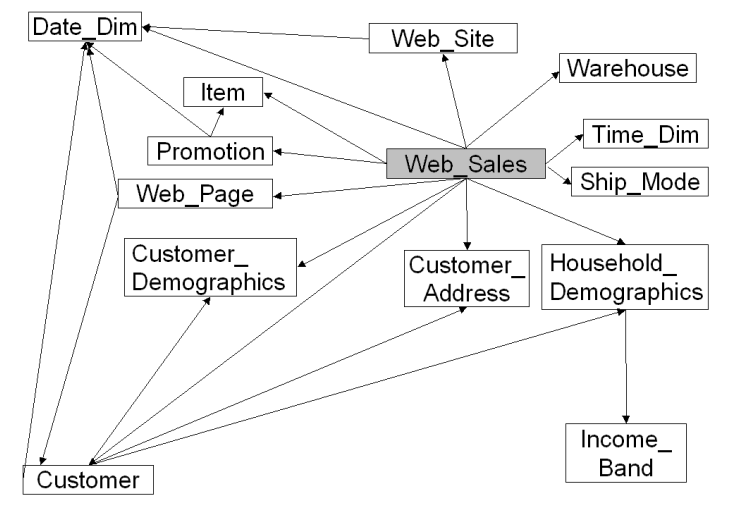 Date_Dim
Web_Site
Warehouse
Item
Time_Dim
Promotion
Web_Sales
Ship_Mode
Web_Page
Customer_
Demographics
Customer_
Address
Household_
Demographics
Income_
Band
Customer